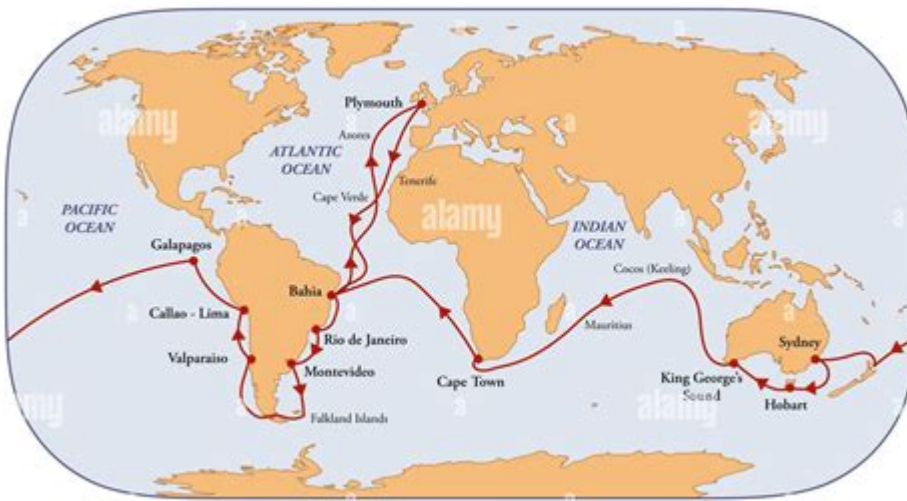 Plymouth
Azores
ATLANTIC
OCEAN
alamy
alamy
a
a
Cape Verde
Tenerife
alamy
PACIFIC
OCEAN
INDIAN
OCEAN
Galapagos
Cocos (Keeling)
Bahia
Callao - Lima
Mauritius
Rio de Janeiro
Sydney
Valparaiso
Montevideo
Cape Town
King George's
Sound
Hobart
Falkland Islands
alamy
alamy
a
a
a
a
a